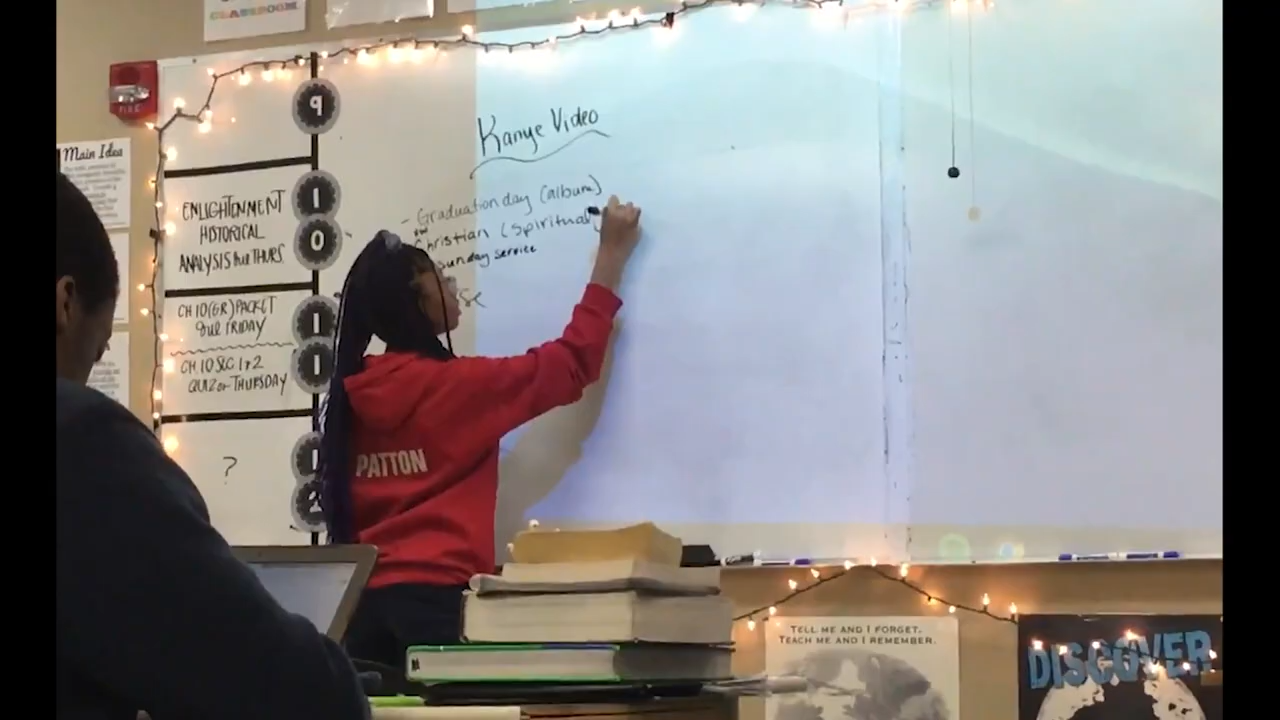 CLASSROOM
FIRE
Main Idea
9
ENLIGHTENMENT
HISTORICAL
ANALYSIS due THURS.
10
CH 10 (GR) PACKET
due FRIDAY
CH. 10 SEC. 1+2
QUIZ on THURSDAY
11
?
12
Kanye Video
- Graduation day (album)
Christian (Spiritual
sunday service
PATTON
TELL ME AND I FORGET.
TEACH ME AND I REMEMBER.
DISCOVER